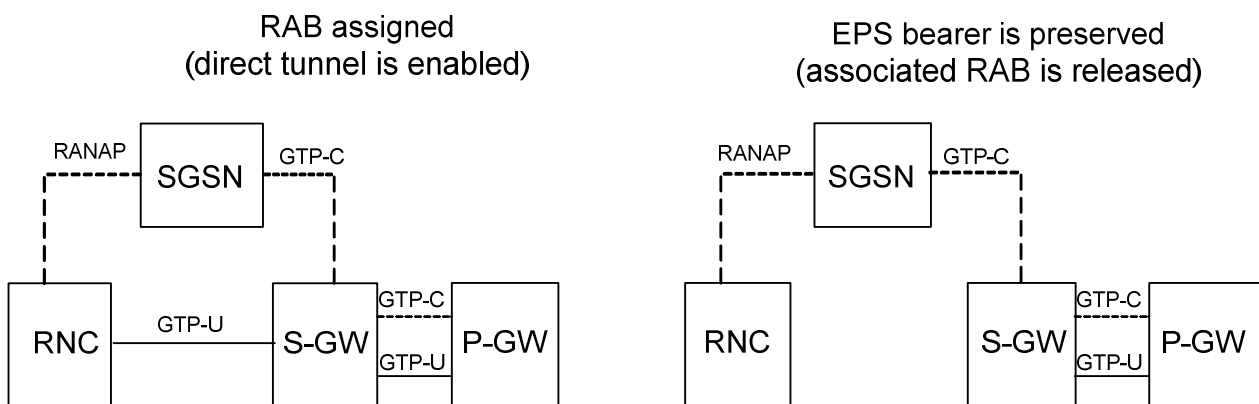 RAB assigned
(direct tunnel is enabled)
RANAP
GTP-C
SGSN
GTP-C
RNC
GTP-U
S-GW
P-GW
GTP-U
EPS bearer is preserved
(associated RAB is released)
RANAP
GTP-C
SGSN
GTP-C
RNC
S-GW
P-GW
GTP-U